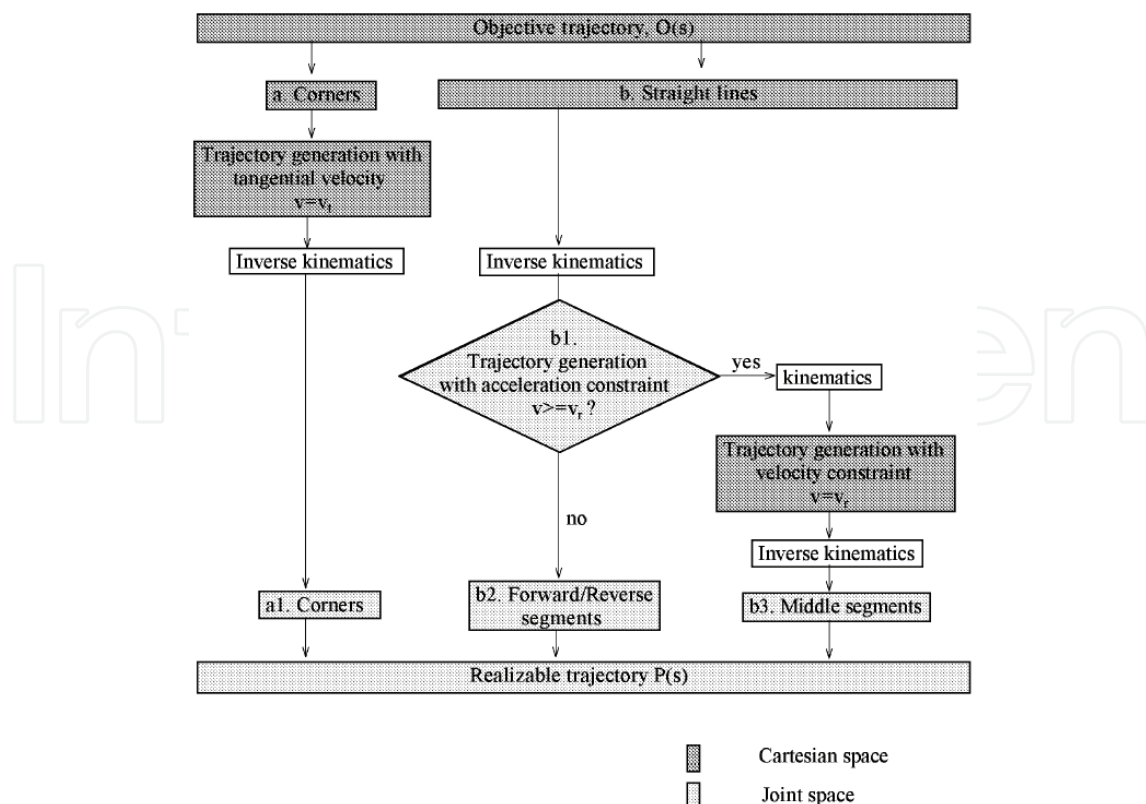 Objective trajectory, O(s)
a. Corners
b. Straight lines
Trajectory generation with
tangential velocity
v=vt
Inverse kinematics
Inverse kinematics
b1.
Trajectory generation
with acceleration constraint
v>=vr ?
yes
kinematics
Trajectory generation with
velocity constraint
v=vr
no
Inverse kinematics
a1. Corners
b2. Forward/Reverse
segments
b3. Middle segments
Realizable trajectory P(s)
Cartesian space
Joint space